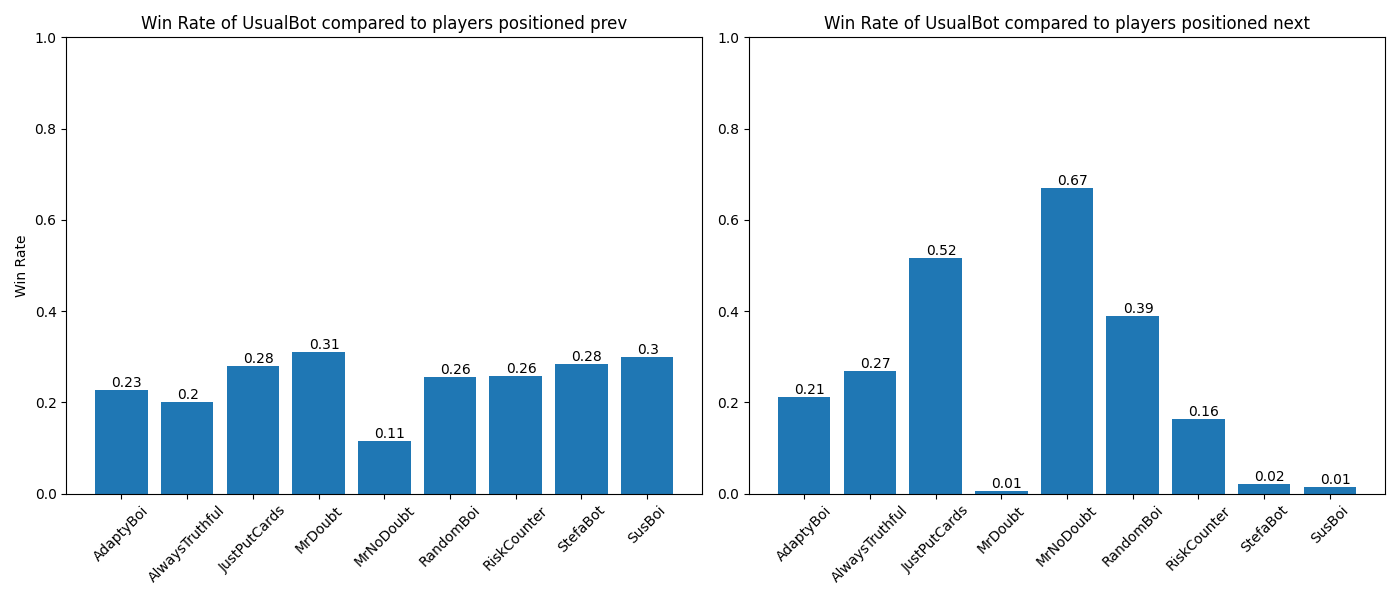 Win Rate of UsualBot compared to players positioned prev
Win Rate
1.0
0.8
0.6
0.4
0.2
0.0
0.23
0.2
0.28
0.31
0.11
0.26
0.26
0.28
0.3
AdaptyBoi
AlwaysTruthful
JustPutCards
MrDoubt
MrNoDoubt
RandomBoi
RiskCounter
StefaBot
SusBoi
Win Rate of UsualBot compared to players positioned next
1.0
0.8
0.6
0.4
0.2
0.0
0.21
0.27
0.52
0.01
0.67
0.39
0.16
0.02
0.01
AdaptyBoi
AlwaysTruthful
JustPutCards
MrDoubt
MrNoDoubt
RandomBoi
RiskCounter
StefaBot
SusBoi